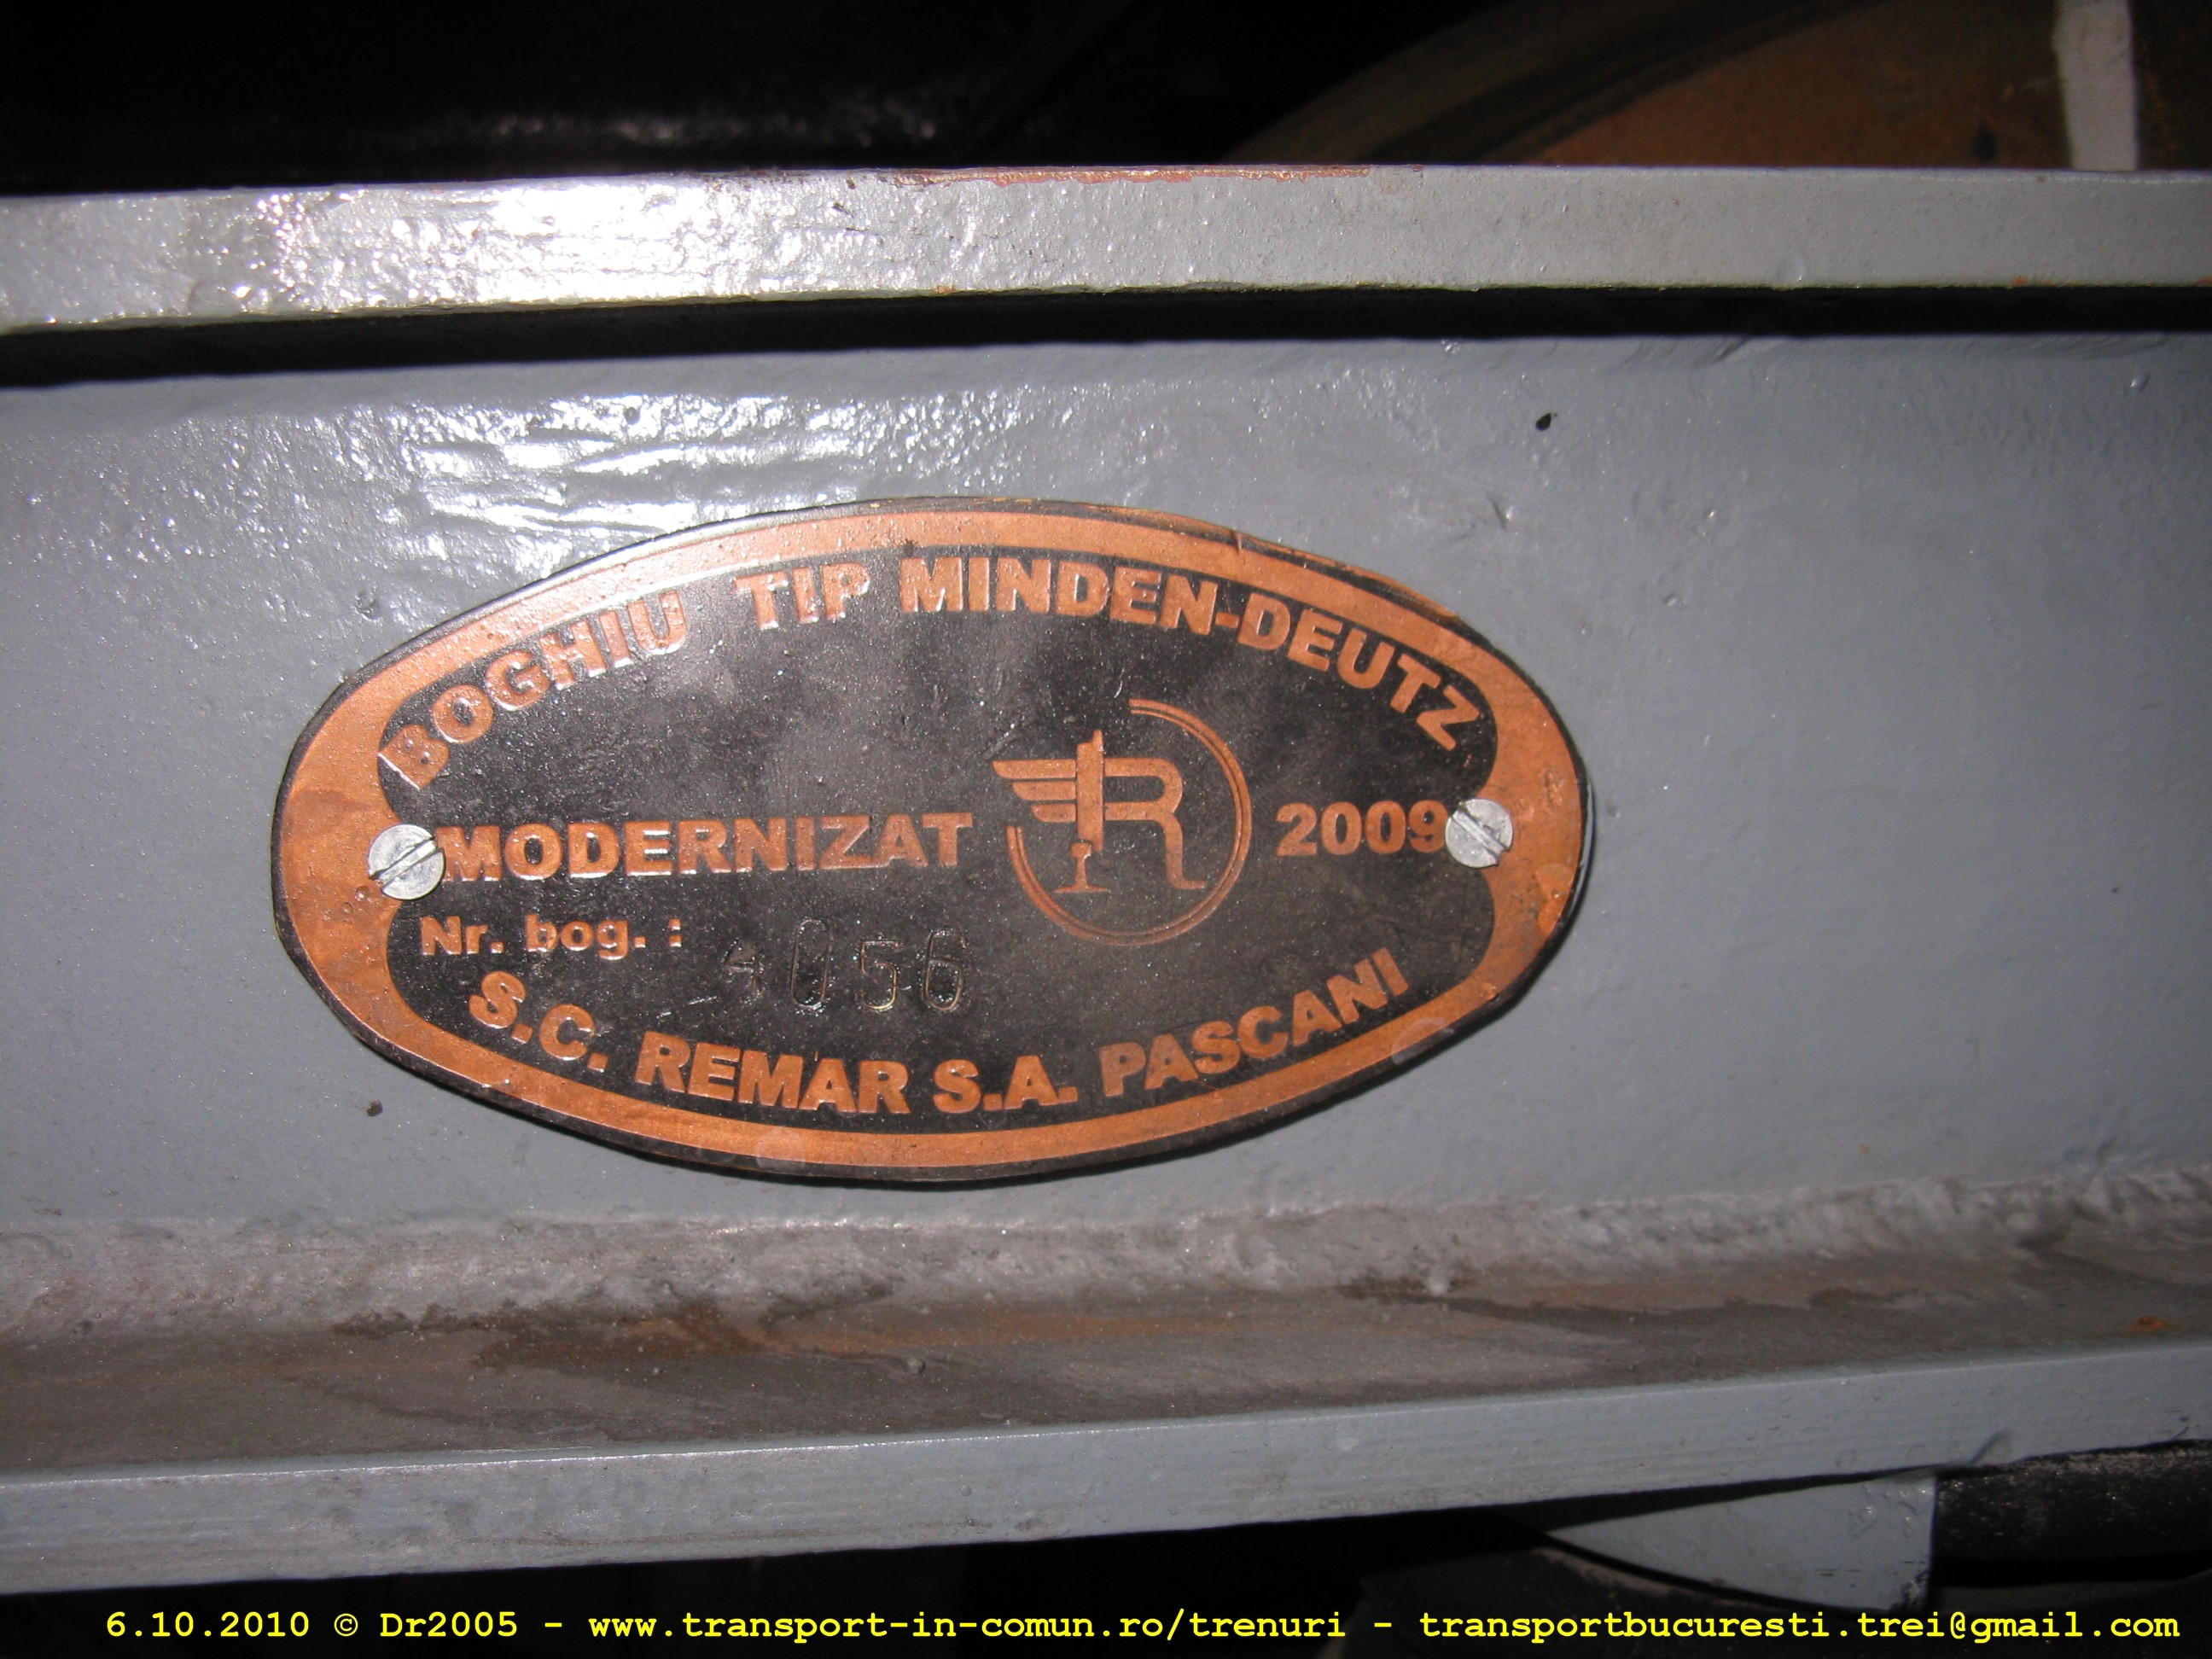 BOGHIU TIP MINDEN-DEUTZ
MODERNIZAT R 2009
Nr. bog. : 4056
S.C. REMAR S.A. PASCANI
6.10.2010 © Dr2005 - www.transport-in-comun.ro/trenuri - transportbucuresti.trei@gmail.com